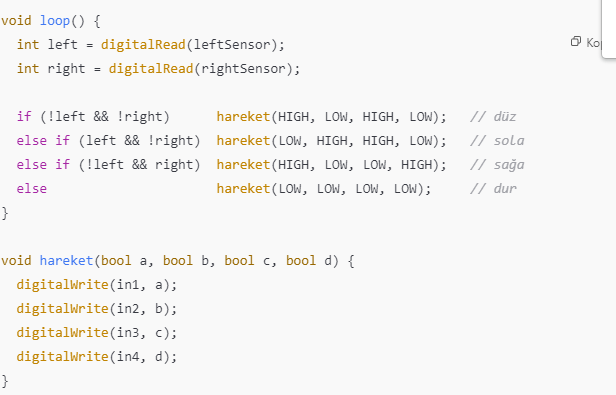 void loop() {
  int left = digitalRead(leftSensor);
  int right = digitalRead(rightSensor);
  if (!left && !right)      hareket(HIGH, LOW, HIGH, LOW);   // düz
  else if (left && !right)  hareket(LOW, HIGH, HIGH, LOW);   // sola
  else if (!left && right)  hareket(HIGH, LOW, LOW, HIGH);   // sağa
  else                      hareket(LOW, LOW, LOW, LOW);     // dur
}
void hareket(bool a, bool b, bool c, bool d) {
  digitalWrite(in1, a);
  digitalWrite(in2, b);
  digitalWrite(in3, c);
  digitalWrite(in4, d);
}